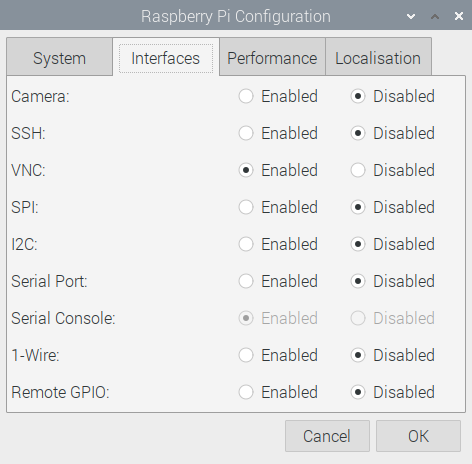 Raspberry Pi Configuration
System Interfaces Performance Localisation
Camera: Enabled Disabled
SSH: Enabled Disabled
VNC: Enabled Disabled
SPI: Enabled Disabled
I2C: Enabled Disabled
Serial Port: Enabled Disabled
Serial Console: Enabled Disabled
1-Wire: Enabled Disabled
Remote GPIO: Enabled Disabled
Cancel OK